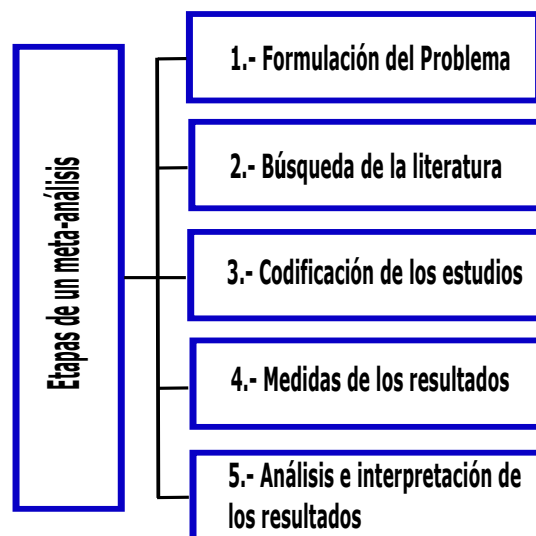 Etapas de un meta-análisis
1.- Formulación del Problema
2.- Búsqueda de la literatura
3.- Codificación de los estudios
4.- Medidas de los resultados
5.- Análisis e interpretación de
los resultados